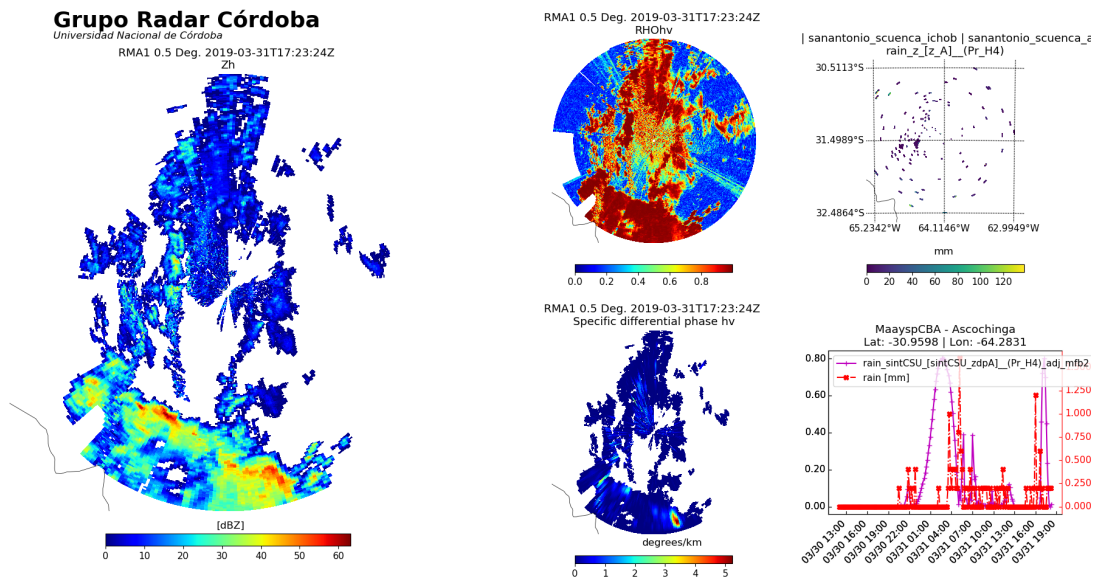 Grupo Radar Córdoba
Universidad Nacional de Córdoba
RMA1 0.5 Deg. 2019-03-31T17:23:24Z
Zh
[dBZ]
0 10 20 30 40 50 60
RMA1 0.5 Deg. 2019-03-31T17:23:24Z
RHOhv
0.0 0.2 0.4 0.6 0.8
RMA1 0.5 Deg. 2019-03-31T17:23:24Z
Specific differential phase hv
degrees/km
0 1 2 3 4 5
| sanantonio_scuenca_ichob | sanantonio_scuenca_a
rain_z_[z_A]__(Pr_H4)
30.5113°S
31.4989°S
32.4864°S
65.2342°W 64.1146°W 62.9949°W
mm
0 20 40 60 80 100 120
MaayspCBA - Ascochinga
Lat: -30.9598 | Lon: -64.2831
rain_sintCSU_[sintCSU_zdpA]__(Pr_H4)_adj_mfb2
rain [mm]
0.80
0.60
0.40
0.20
0.00
1.250
1.000
0.750
0.500
0.250
0.000
03/30 13:00
03/30 16:00
03/30 19:00
03/30 22:00
03/31 01:00
03/31 04:00
03/31 07:00
03/31 10:00
03/31 13:00
03/31 16:00
03/31 19:00